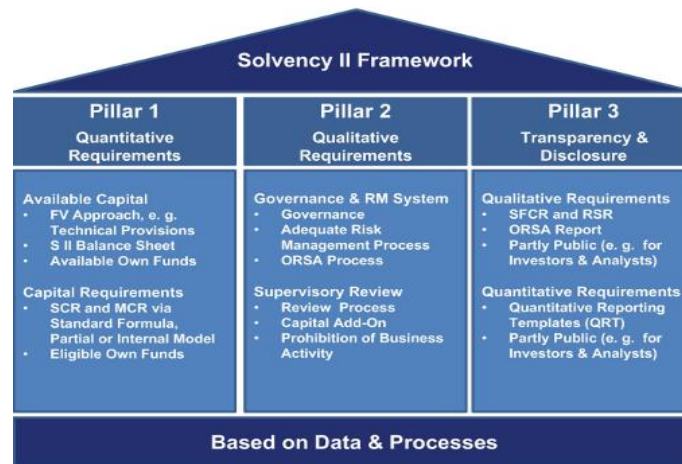 Solvency II Framework
Pillar 1
Quantitative
Requirements
Available Capital
• FV Approach, e. g.
Technical Provisions
• S II Balance Sheet
• Available Own Funds
Capital Requirements
• SCR and MCR via
Standard Formula,
Partial or Internal Model
• Eligible Own Funds
Pillar 2
Qualitative
Requirements
Governance & RM System
• Governance
• Adequate Risk
Management Process
• ORSA Process
Supervisory Review
• Review Process
• Capital Add-On
• Prohibition of Business
Activity
Pillar 3
Transparency &
Disclosure
Qualitative Requirements
• SFCR and RSR
• ORSA Report
• Partly Public (e. g. for
Investors & Analysts)
Quantitative Requirements
• Quantitative Reporting
Templates (QRT)
• Partly Public (e. g. for
Investors & Analysts)
Based on Data & Processes